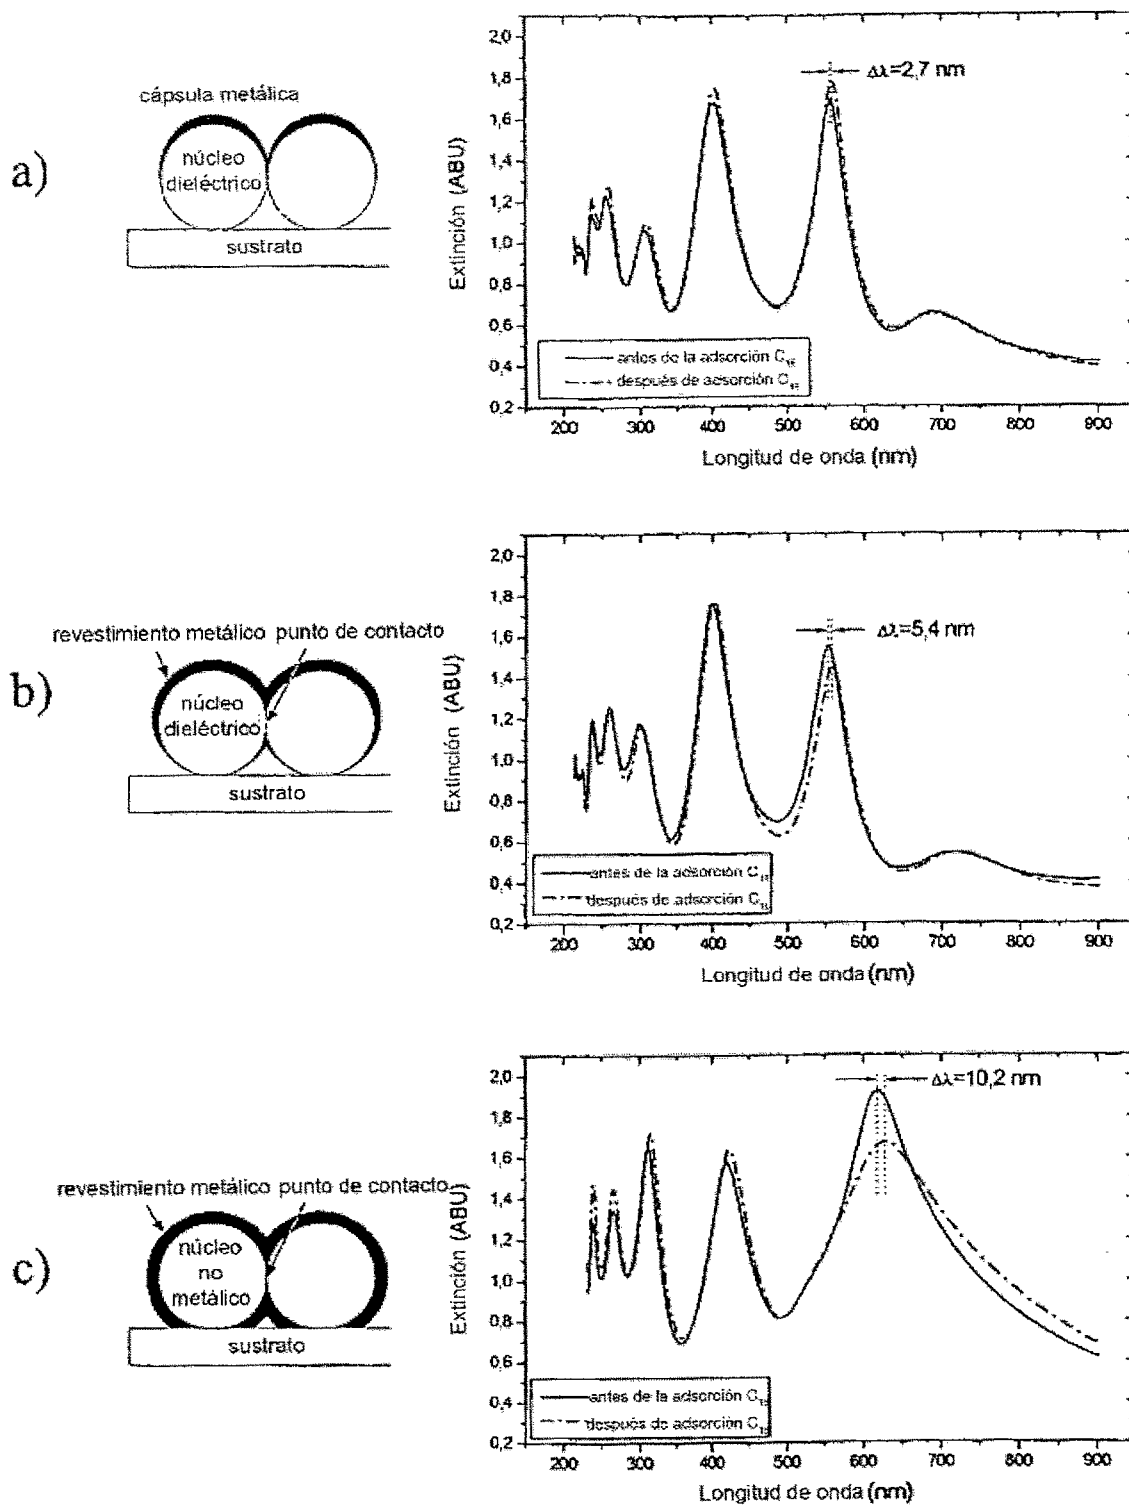 a)
cápsula metálica
núcleo
dieléctrico
sustrato
Extinción (ABU)
2,0
1,8
1,6
1,4
1,2
1,0
0,8
0,6
0,4
0,2
Δλ=2,7 nm
antes de la adsorción C
después de adsorción C
200 300 400 500 600 700 800 900
Longitud de onda (nm)
b)
revestimiento metálico punto de contacto
núcleo
dieléctrico
sustrato
Extinción (ABU)
2,0
1,8
1,6
1,4
1,2
1,0
0,8
0,6
0,4
0,2
Δλ=5,4 nm
antes de la adsorción C
después de adsorción C
200 300 400 500 600 700 800 900
Longitud de onda (nm)
c)
revestimiento metálico punto de contacto
núcleo
no
metálico
sustrato
Extinción (ABU)
2,0
1,8
1,6
1,4
1,2
1,0
0,8
0,6
0,4
0,2
Δλ=10,2 nm
antes de la adsorción C
después de adsorción C
200 300 400 500 600 700 800 900
Longitud de onda (nm)